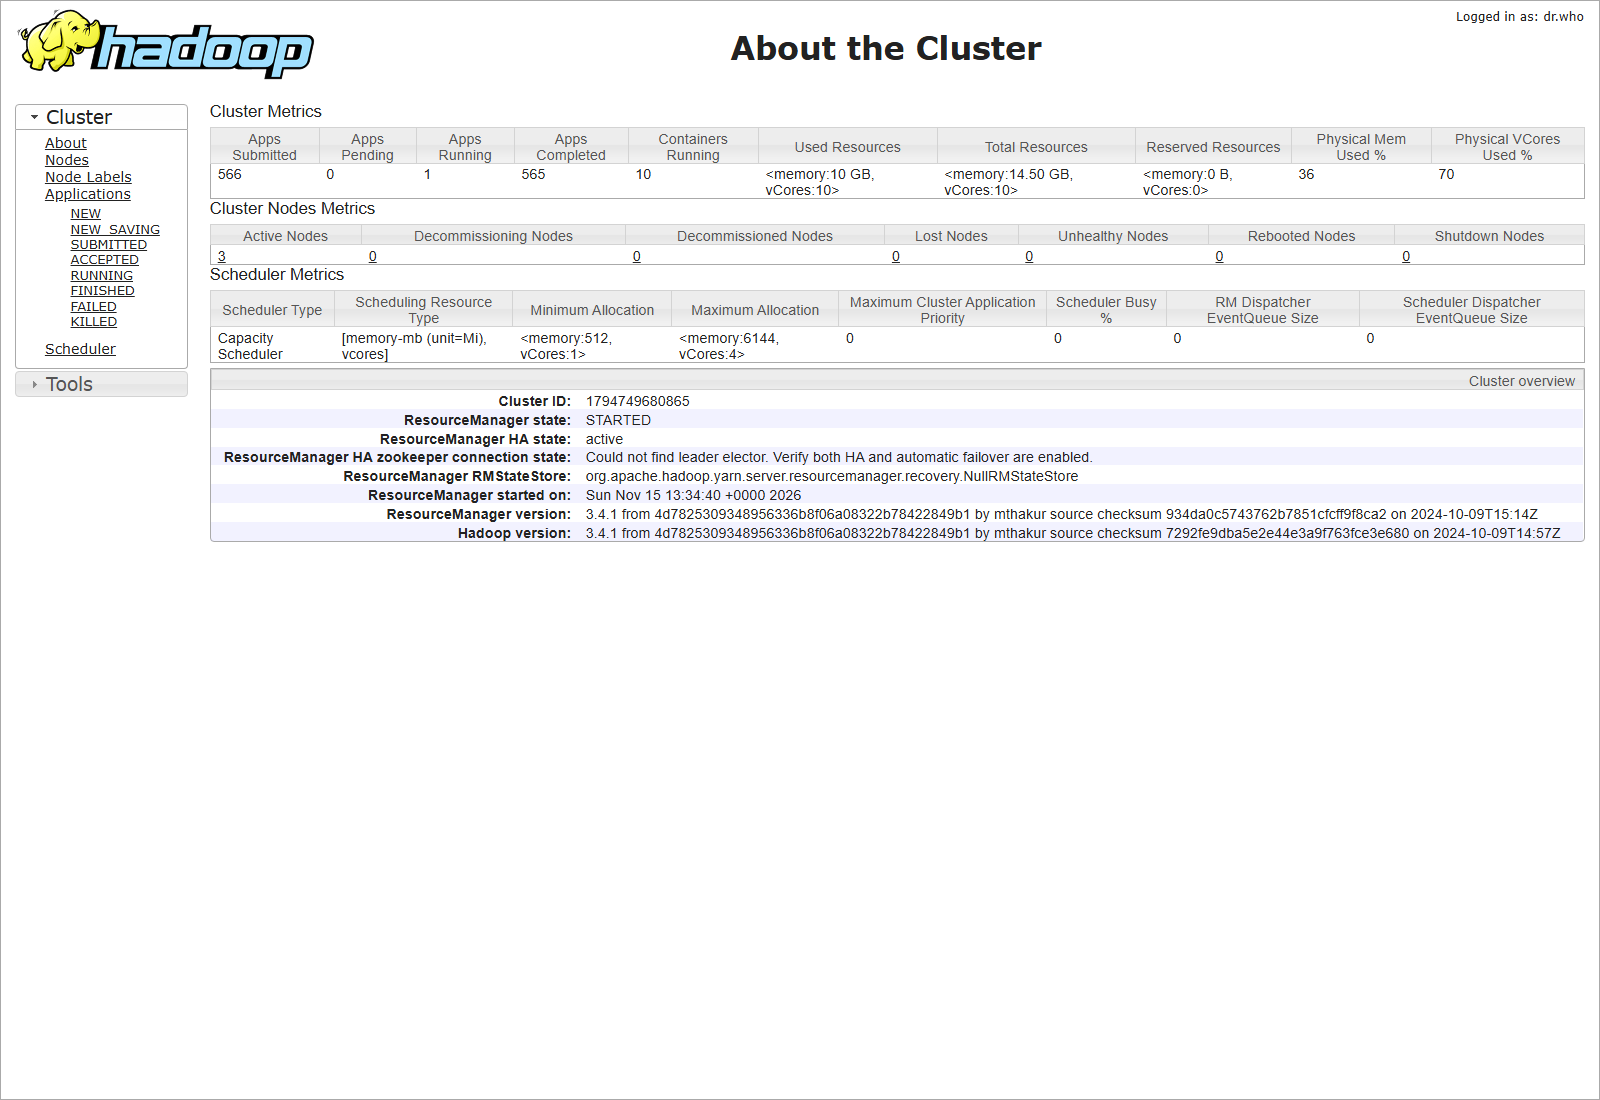 hadoop
Logged in as: dr.who
About the Cluster
Cluster
About
Nodes
Node Labels
Applications
NEW
NEW_SAVING
SUBMITTED
ACCEPTED
RUNNING
FINISHED
FAILED
KILLED
Scheduler
Tools
Cluster Metrics
Apps Submitted Apps Pending Apps Running Apps Completed Containers Running Used Resources Total Resources Reserved Resources Physical Mem Used % Physical VCores Used %
566 0 1 565 10 <memory:10 GB, vCores:10> <memory:14.50 GB, vCores:10> <memory:0 B, vCores:0> 36 70
Cluster Nodes Metrics
Active Nodes Decommissioning Nodes Decommissioned Nodes Lost Nodes Unhealthy Nodes Rebooted Nodes Shutdown Nodes
3 0 0 0 0 0 0
Scheduler Metrics
Scheduler Type Scheduling Resource Type Minimum Allocation Maximum Allocation Maximum Cluster Application Priority Scheduler Busy % RM Dispatcher EventQueue Size Scheduler Dispatcher EventQueue Size
Capacity Scheduler [memory-mb (unit=Mi), vcores] <memory:512, vCores:1> <memory:6144, vCores:4> 0 0 0 0
Cluster overview
Cluster ID: 1794749680865
ResourceManager state: STARTED
ResourceManager HA state: active
ResourceManager HA zookeeper connection state: Could not find leader elector. Verify both HA and automatic failover are enabled.
ResourceManager RMStateStore: org.apache.hadoop.yarn.server.resourcemanager.recovery.NullRMStateStore
ResourceManager started on: Sun Nov 15 13:34:40 +0000 2026
ResourceManager version: 3.4.1 from 4d7825309348956336b8f06a08322b78422849b1 by mthakur source checksum 934da0c5743762b7851cfcff9f8ca2 on 2024-10-09T15:14Z
Hadoop version: 3.4.1 from 4d7825309348956336b8f06a08322b78422849b1 by mthakur source checksum 7292fe9dba5e2e44e3a9f763fce3e680 on 2024-10-09T14:57Z